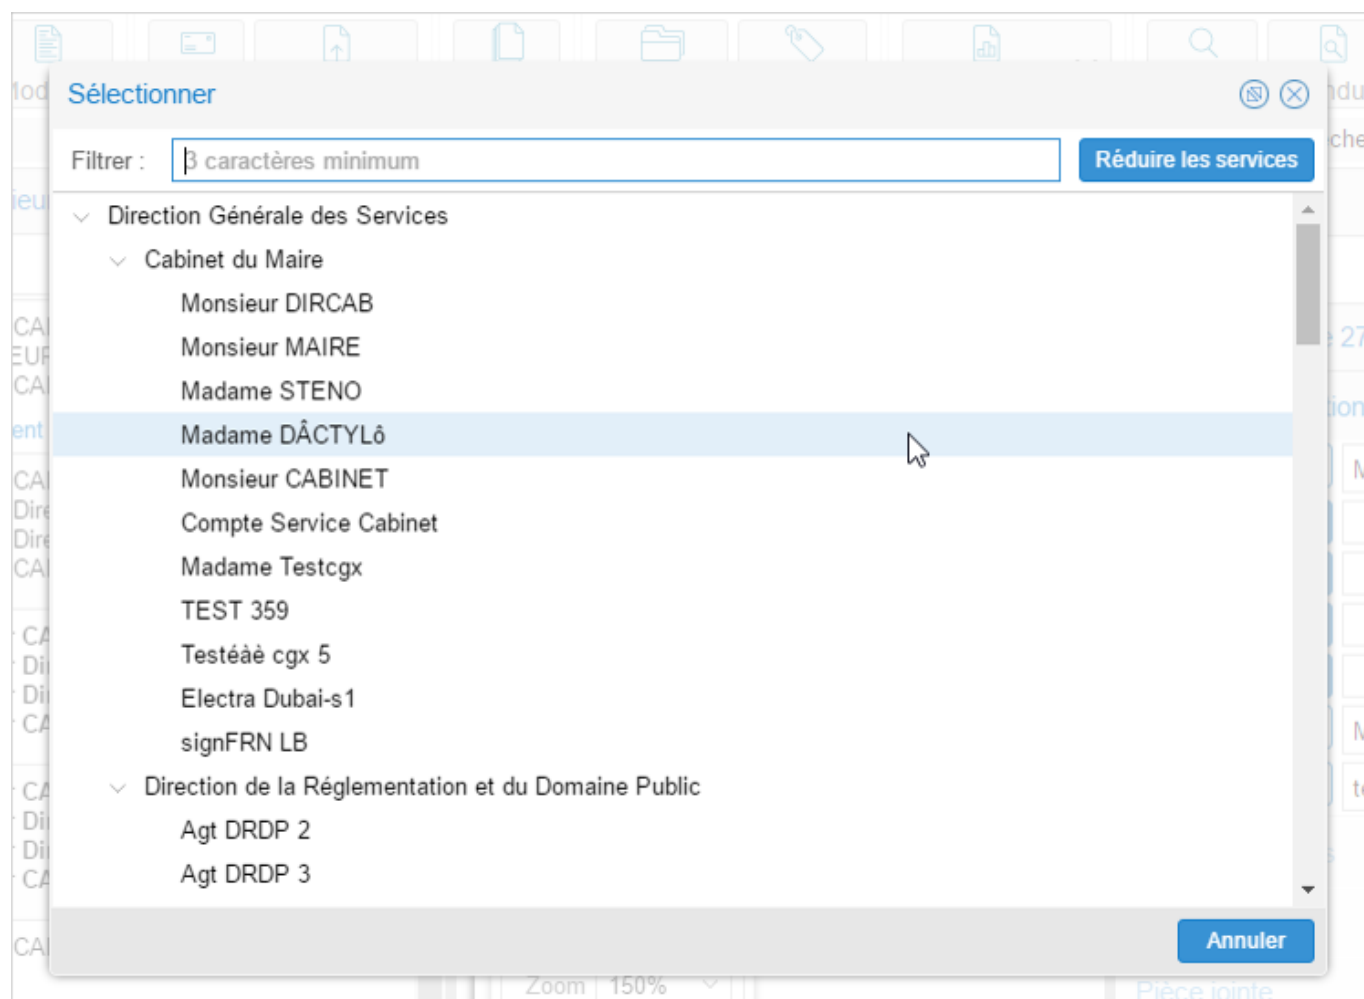 Sélectionner
Filtrer :
3 caractères minimum
Réduire les services
Direction Générale des Services
Cabinet du Maire
Monsieur DIRCAB
Monsieur MAIRE
Madame STENO
Madame DÂCTYLô
Monsieur CABINET
Compte Service Cabinet
Madame Testcgx
TEST 359
Testéàè cgx 5
Electra Dubai-s1
signFRN LB
Direction de la Réglementation et du Domaine Public
Agt DRDP 2
Agt DRDP 3
Annuler
Zoom 150%
Pièce jointe